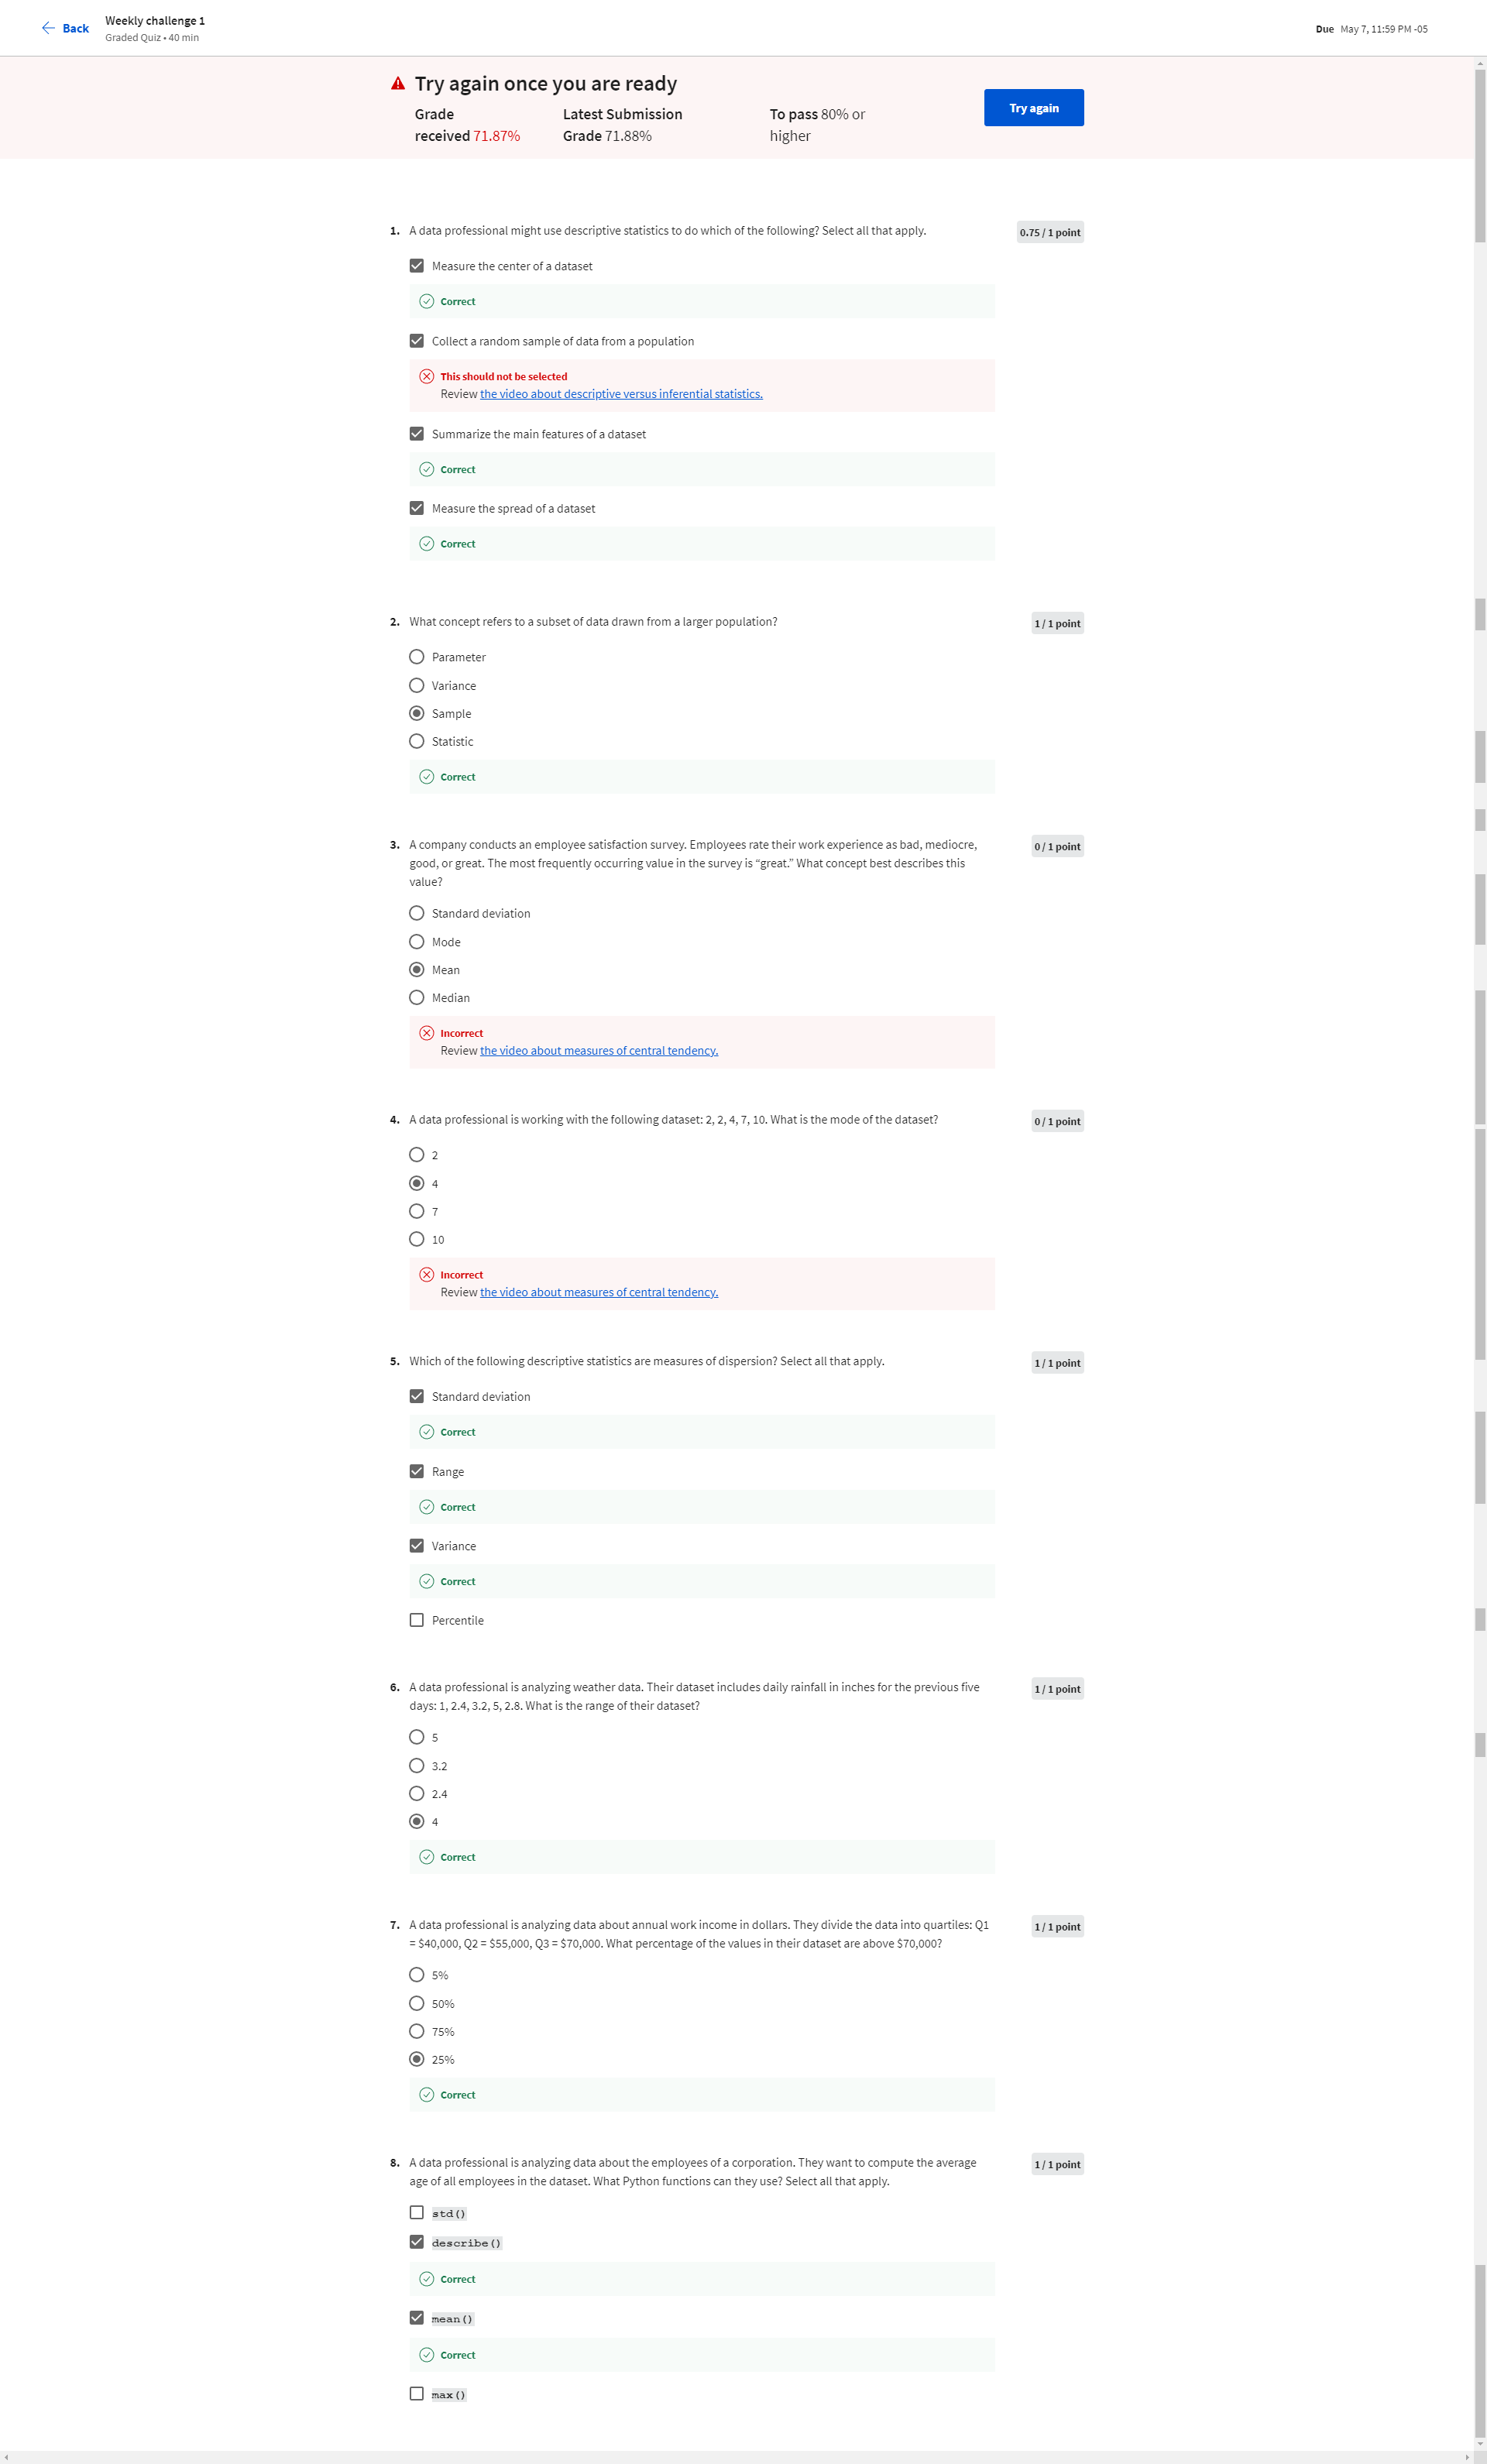 Back
Weekly challenge 1
Graded Quiz • 40 min
Due May 7, 11:59 PM -05
Try again once you are ready
Grade
received 71.87%
Latest Submission
Grade 71.88%
To pass 80% or
higher
Try again
1. A data professional might use descriptive statistics to do which of the following? Select all that apply.
0.75 / 1 point
Measure the center of a dataset
Correct
Collect a random sample of data from a population
This should not be selected
Review the video about descriptive versus inferential statistics.
Summarize the main features of a dataset
Correct
Measure the spread of a dataset
Correct
2. What concept refers to a subset of data drawn from a larger population?
1 / 1 point
Parameter
Variance
Sample
Statistic
Correct
3. A company conducts an employee satisfaction survey. Employees rate their work experience as bad, mediocre,
good, or great. The most frequently occurring value in the survey is “great.” What concept best describes this
value?
0 / 1 point
Standard deviation
Mode
Mean
Median
Incorrect
Review the video about measures of central tendency.
4. A data professional is working with the following dataset: 2, 2, 4, 7, 10. What is the mode of the dataset?
0 / 1 point
2
4
7
10
Incorrect
Review the video about measures of central tendency.
5. Which of the following descriptive statistics are measures of dispersion? Select all that apply.
1 / 1 point
Standard deviation
Correct
Range
Correct
Variance
Correct
Percentile
6. A data professional is analyzing weather data. Their dataset includes daily rainfall in inches for the previous five
days: 1, 2.4, 3.2, 5, 2.8. What is the range of their dataset?
1 / 1 point
5
3.2
2.4
4
Correct
7. A data professional is analyzing data about annual work income in dollars. They divide the data into quartiles: Q1
= $40,000, Q2 = $55,000, Q3 = $70,000. What percentage of the values in their dataset are above $70,000?
1 / 1 point
5%
50%
75%
25%
Correct
8. A data professional is analyzing data about the employees of a corporation. They want to compute the average
age of all employees in the dataset. What Python functions can they use? Select all that apply.
1 / 1 point
std()
describe()
Correct
mean()
Correct
max()